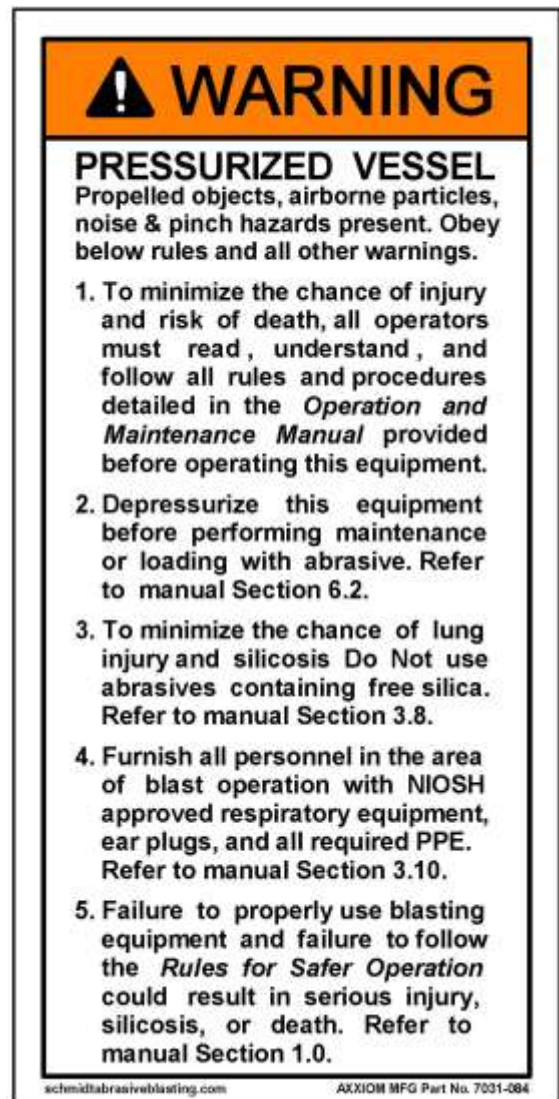 WARNING
PRESSURIZED VESSEL
Propelled objects, airborne particles,
noise & pinch hazards present. Obey
below rules and all other warnings.
1. To minimize the chance of injury
and risk of death, all operators
must read , understand , and
follow all rules and procedures
detailed in the Operation and
Maintenance Manual provided
before operating this equipment.
2. Depressurize this equipment
before performing maintenance
or loading with abrasive. Refer
to manual Section 6.2.
3. To minimize the chance of lung
injury and silicosis Do Not use
abrasives containing free silica.
Refer to manual Section 3.8.
4. Furnish all personnel in the area
of blast operation with NIOSH
approved respiratory equipment,
ear plugs, and all required PPE.
Refer to manual Section 3.10.
5. Failure to properly use blasting
equipment and failure to follow
the Rules for Safer Operation
could result in serious injury,
silicosis, or death. Refer to
manual Section 1.0.
schmidtabrasiveblasting.com AXXIOM MFG Part No. 7031-084